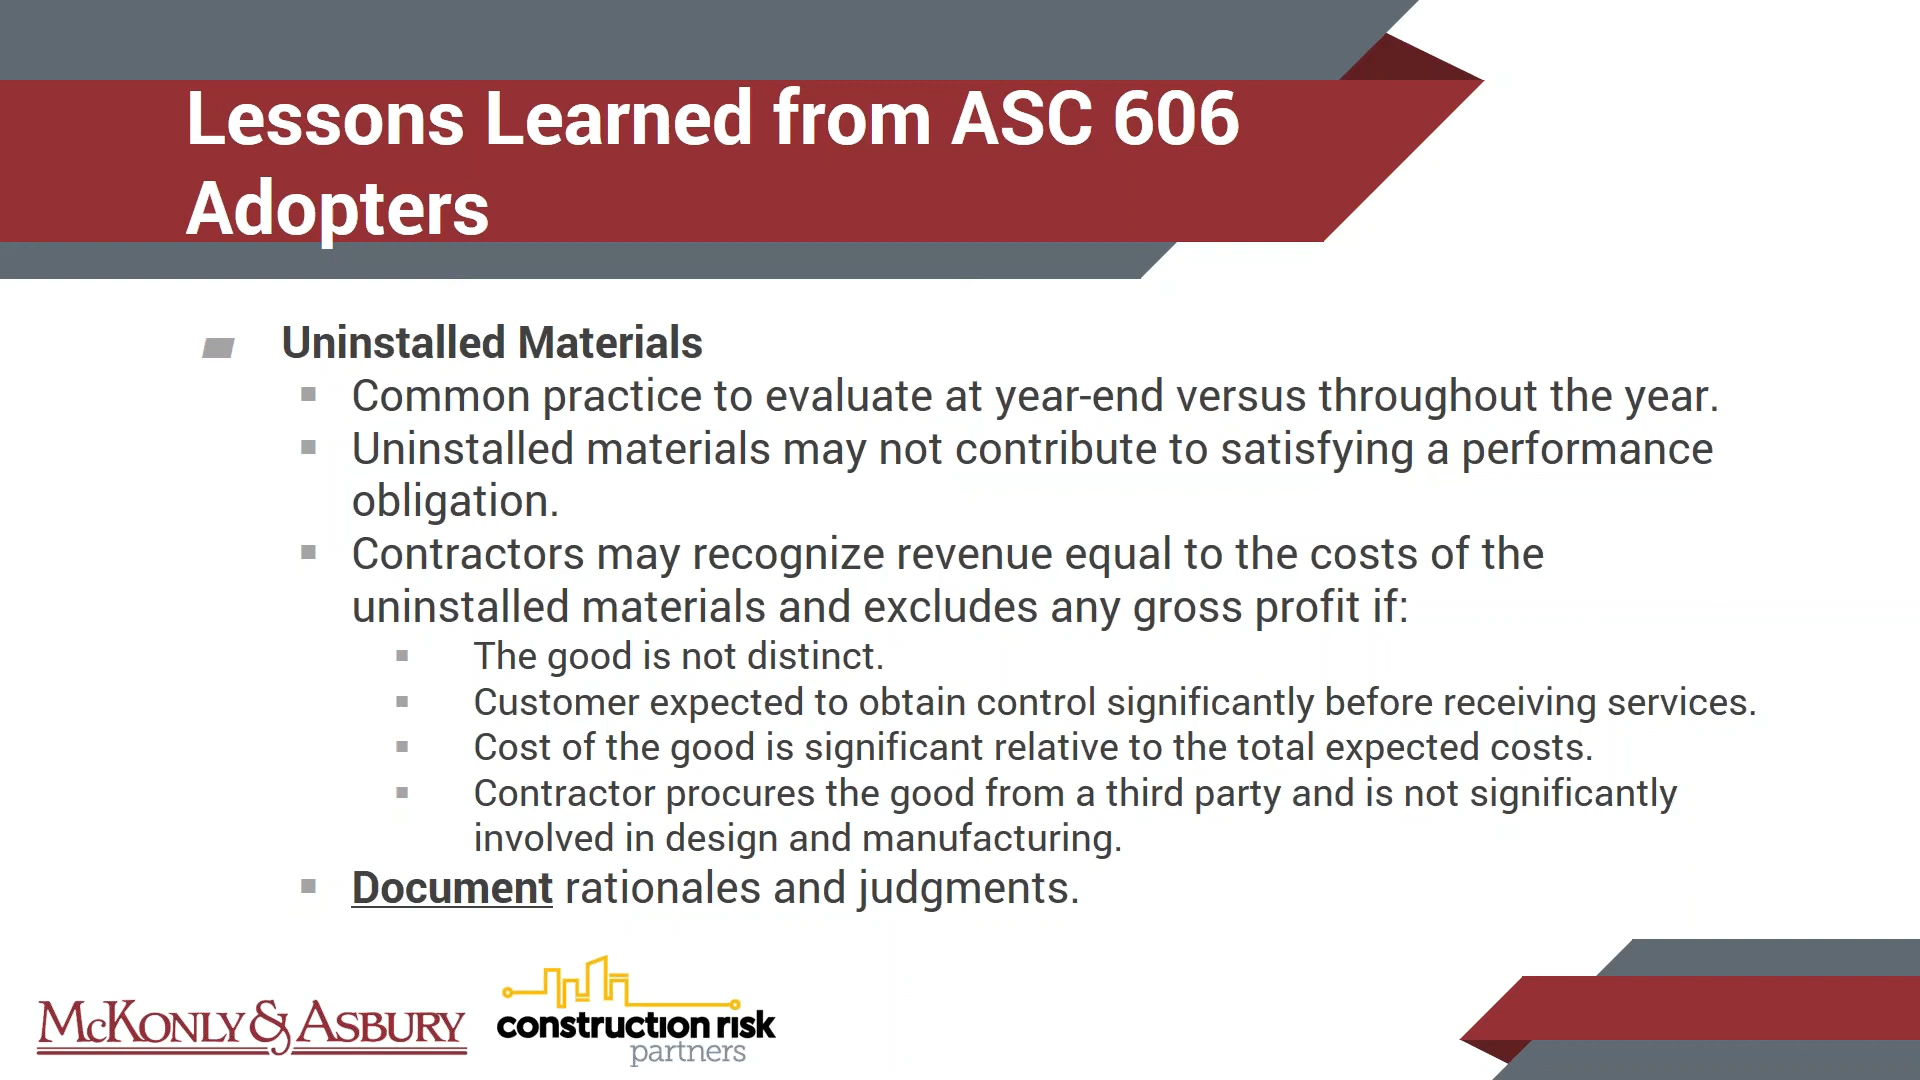 Lessons Learned from ASC 606
Adopters
Uninstalled Materials
Common practice to evaluate at year-end versus throughout the year.
Uninstalled materials may not contribute to satisfying a performance
obligation.
Contractors may recognize revenue equal to the costs of the
uninstalled materials and excludes any gross profit if:
The good is not distinct.
Customer expected to obtain control significantly before receiving services.
Cost of the good is significant relative to the total expected costs.
Contractor procures the good from a third party and is not significantly
involved in design and manufacturing.
Document rationales and judgments.
McKonly & Asbury
construction risk
partners